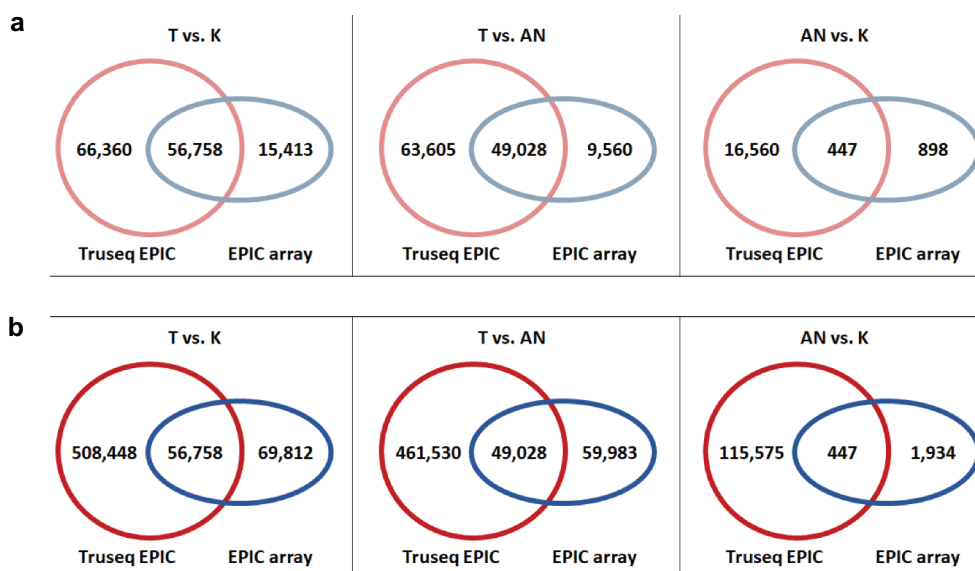 a
T vs. K
T vs. AN
AN vs. K
66,360 56,758 15,413
63,605 49,028 9,560
16,560 447 898
Truseq EPIC EPIC array
Truseq EPIC EPIC array
Truseq EPIC EPIC array
b
T vs. K
T vs. AN
AN vs. K
508,448 56,758 69,812
461,530 49,028 59,983
115,575 447 1,934
Truseq EPIC EPIC array
Truseq EPIC EPIC array
Truseq EPIC EPIC array